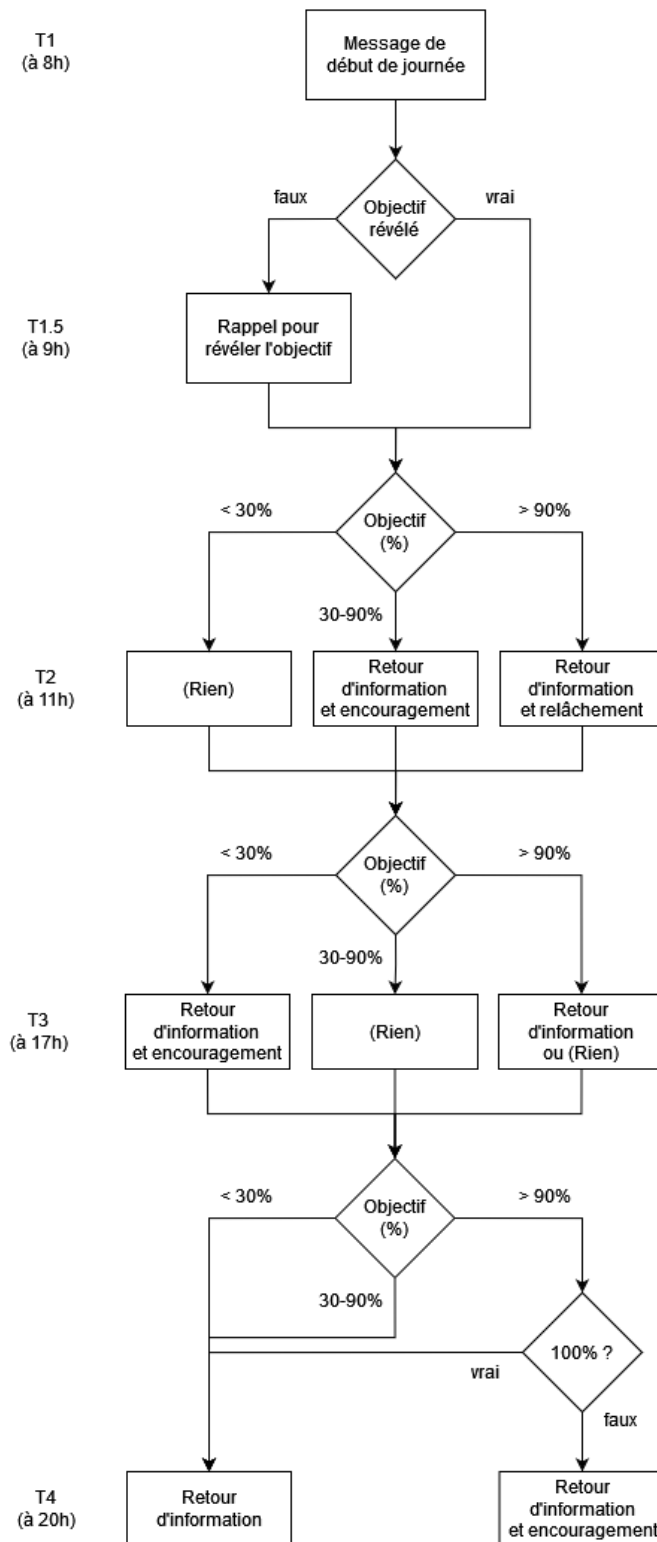 T1
(à 8h)
Message de
début de journée
faux
Objectif
révélé
vrai
T1.5
(à 9h)
Rappel pour
révéler l'objectif
< 30%
Objectif
(%)
> 90%
30-90%
T2
(à 11h)
(Rien)
Retour
d'information
et encouragement
Retour
d'information
et relâchement
< 30%
Objectif
(%)
> 90%
30-90%
T3
(à 17h)
Retour
d'information
et encouragement
(Rien)
Retour
d'information
ou (Rien)
< 30%
Objectif
(%)
> 90%
30-90%
100% ?
vrai
faux
T4
(à 20h)
Retour
d'information
Retour
d'information
et encouragement